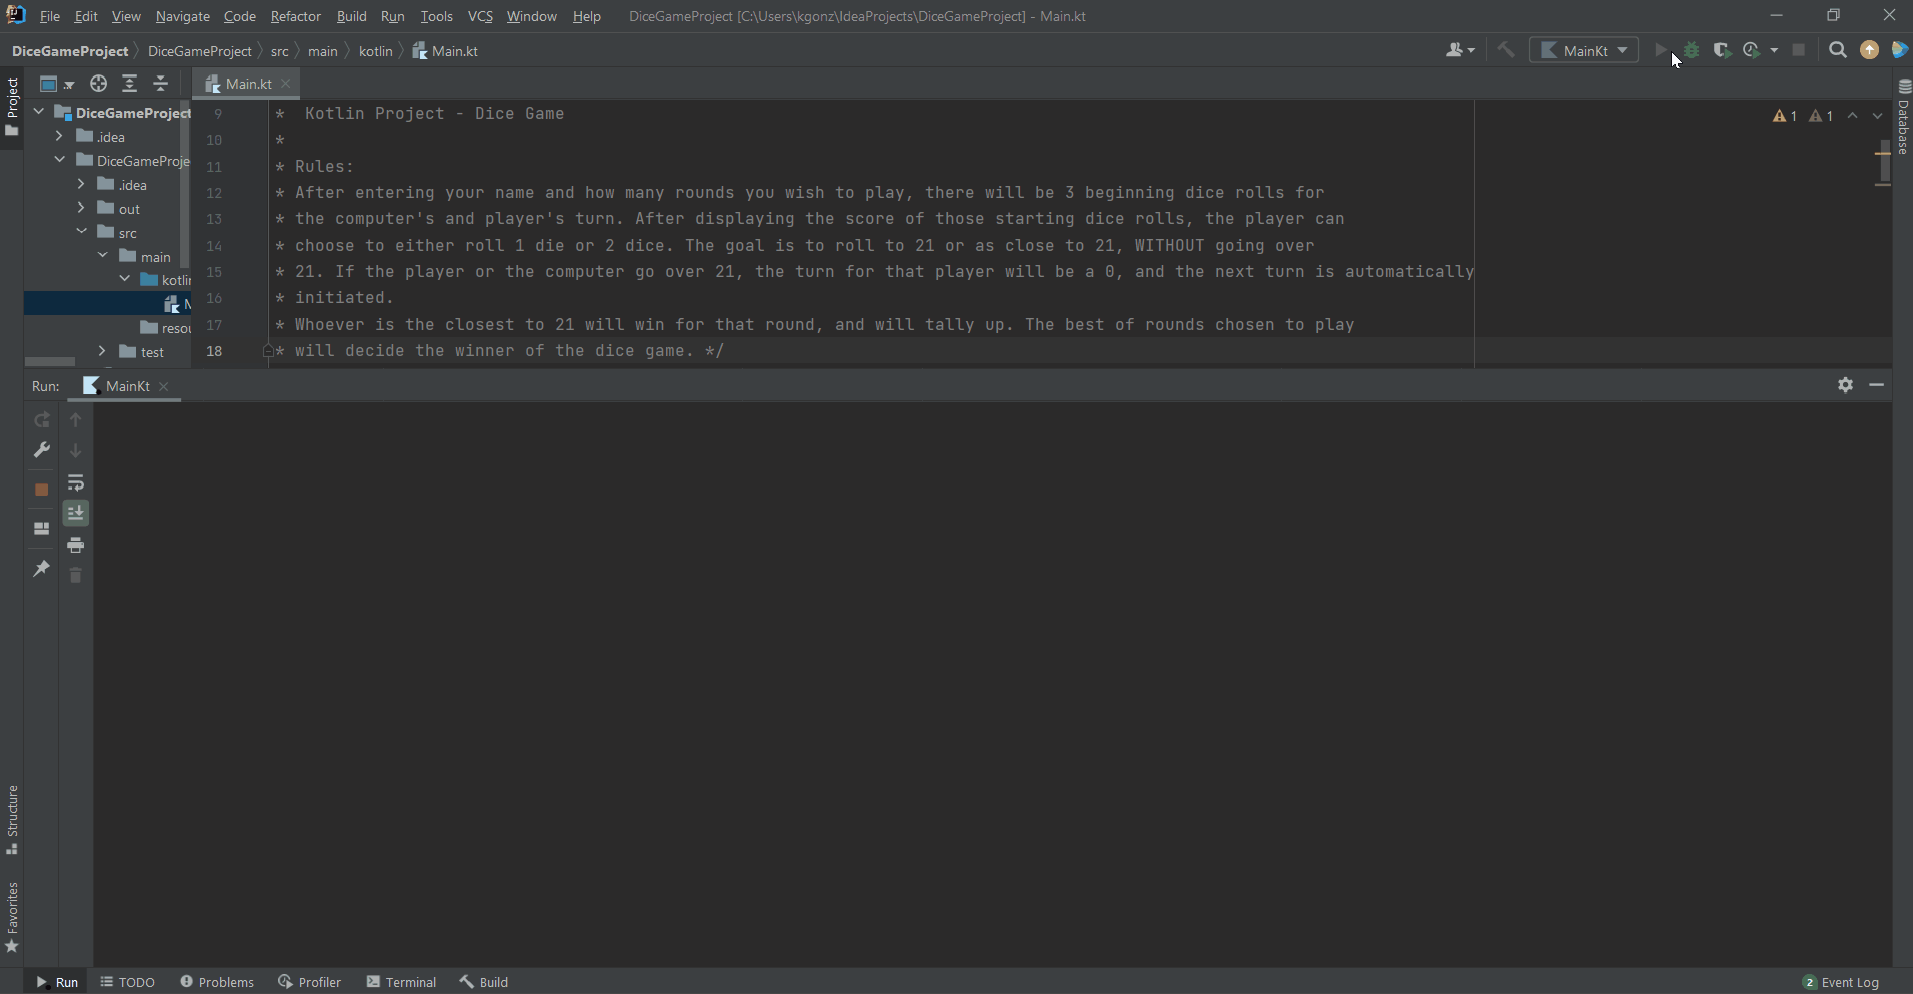 File Edit View Navigate Code Refactor Build Run Tools VCS Window Help DiceGameProject [C:\Users\kgonz\IdeaProjects\DiceGameProject] - Main.kt
DiceGameProject DiceGameProject src main kotlin Main.kt MainKt
Project
Main.kt
DiceGameProject
.idea
DiceGameProje
.idea
out
src
main
kotlin
M
resou
test
9 * Kotlin Project - Dice Game
10 *
11 * Rules:
12 * After entering your name and how many rounds you wish to play, there will be 3 beginning dice rolls for
13 * the computer's and player's turn. After displaying the score of those starting dice rolls, the player can
14 * choose to either roll 1 die or 2 dice. The goal is to roll to 21 or as close to 21, WITHOUT going over
15 * 21. If the player or the computer go over 21, the turn for that player will be a 0, and the next turn is automatically
16 * initiated.
17 * Whoever is the closest to 21 will win for that round, and will tally up. The best of rounds chosen to play
18 * will decide the winner of the dice game. */
1 1
Database
Run: MainKt
Structure
Favorites
Run TODO Problems Profiler Terminal Build 2 Event Log